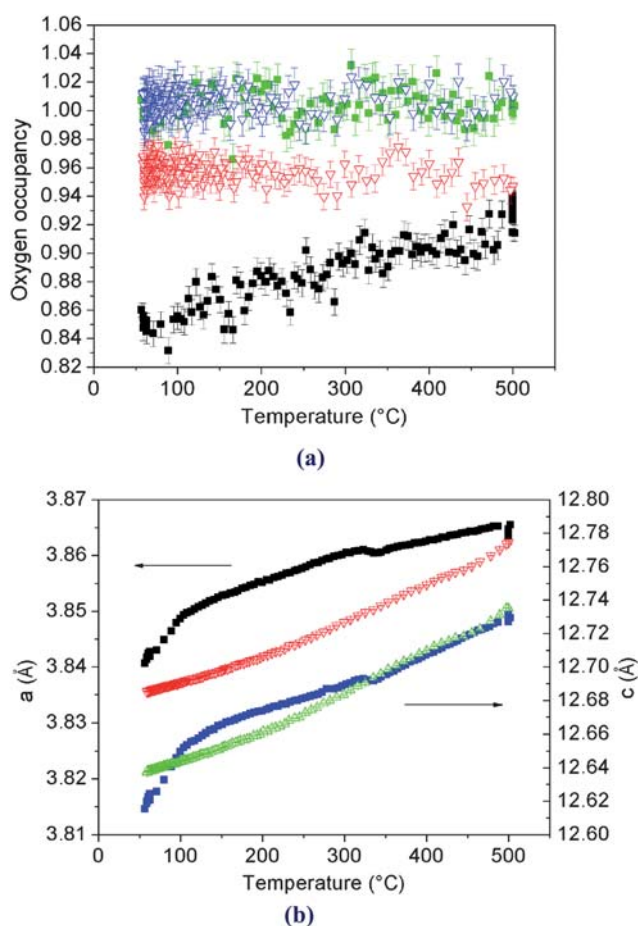 1.06
1.04
1.02
1.00
0.98
0.96
0.94
0.92
0.90
0.88
0.86
0.84
0.82
Oxygen occupancy
0 100 200 300 400 500
Temperature (°C)
(a)
3.87 12.80
12.78
3.86 12.76
3.85 12.74
12.72
3.84 12.70
12.68
3.83 12.66
3.82 12.64
12.62
3.81 12.60
a (Å)
c (Å)
0 100 200 300 400 500
Temperature (°C)
(b)